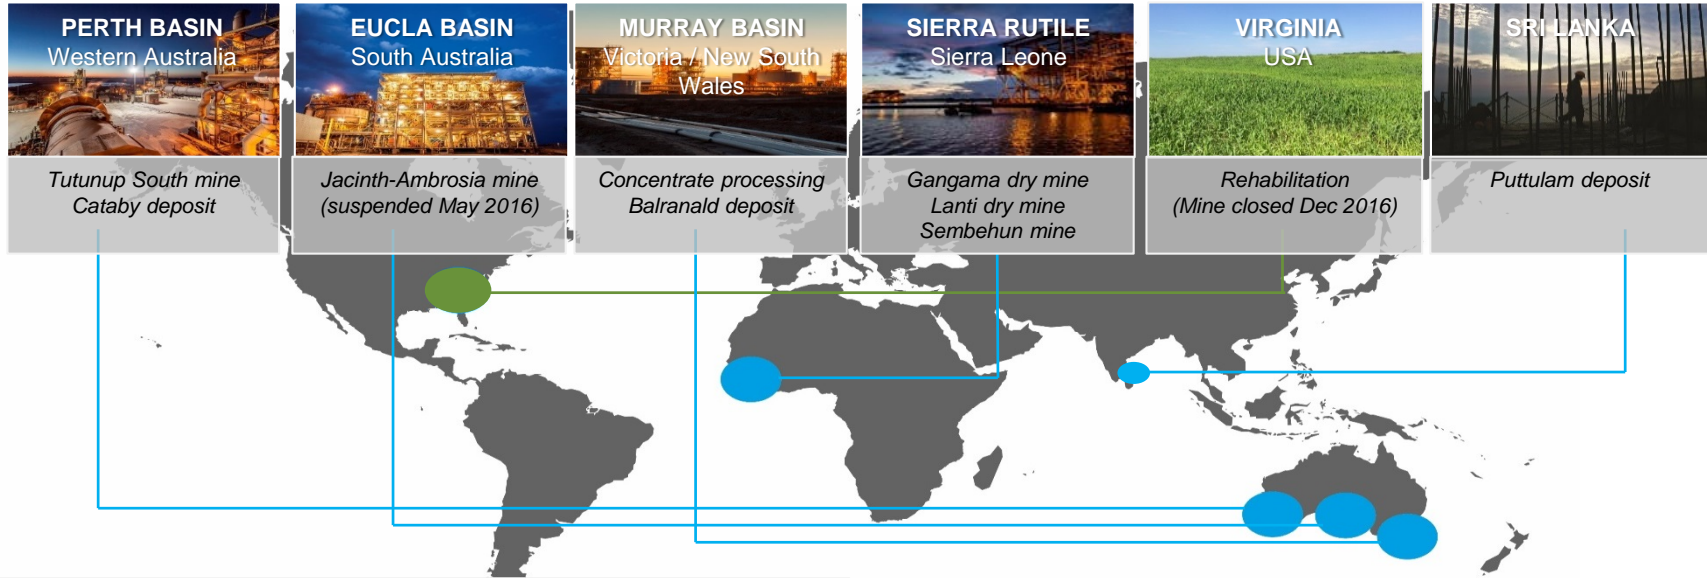 PERTH BASIN
Western Australia
EUCLA BASIN
South Australia
MURRAY BASIN
Victoria / New South
Wales
SIERRA RUTILE
Sierra Leone
VIRGINIA
USA
SRI LANKA
Tutunup South mine
Cataby deposit
Jacinth-Ambrosia mine
(suspended May 2016)
Concentrate processing
Balranald deposit
Gangama dry mine
Lanti dry mine
Sembehun mine
Rehabilitation
(Mine closed Dec 2016)
Puttulam deposit